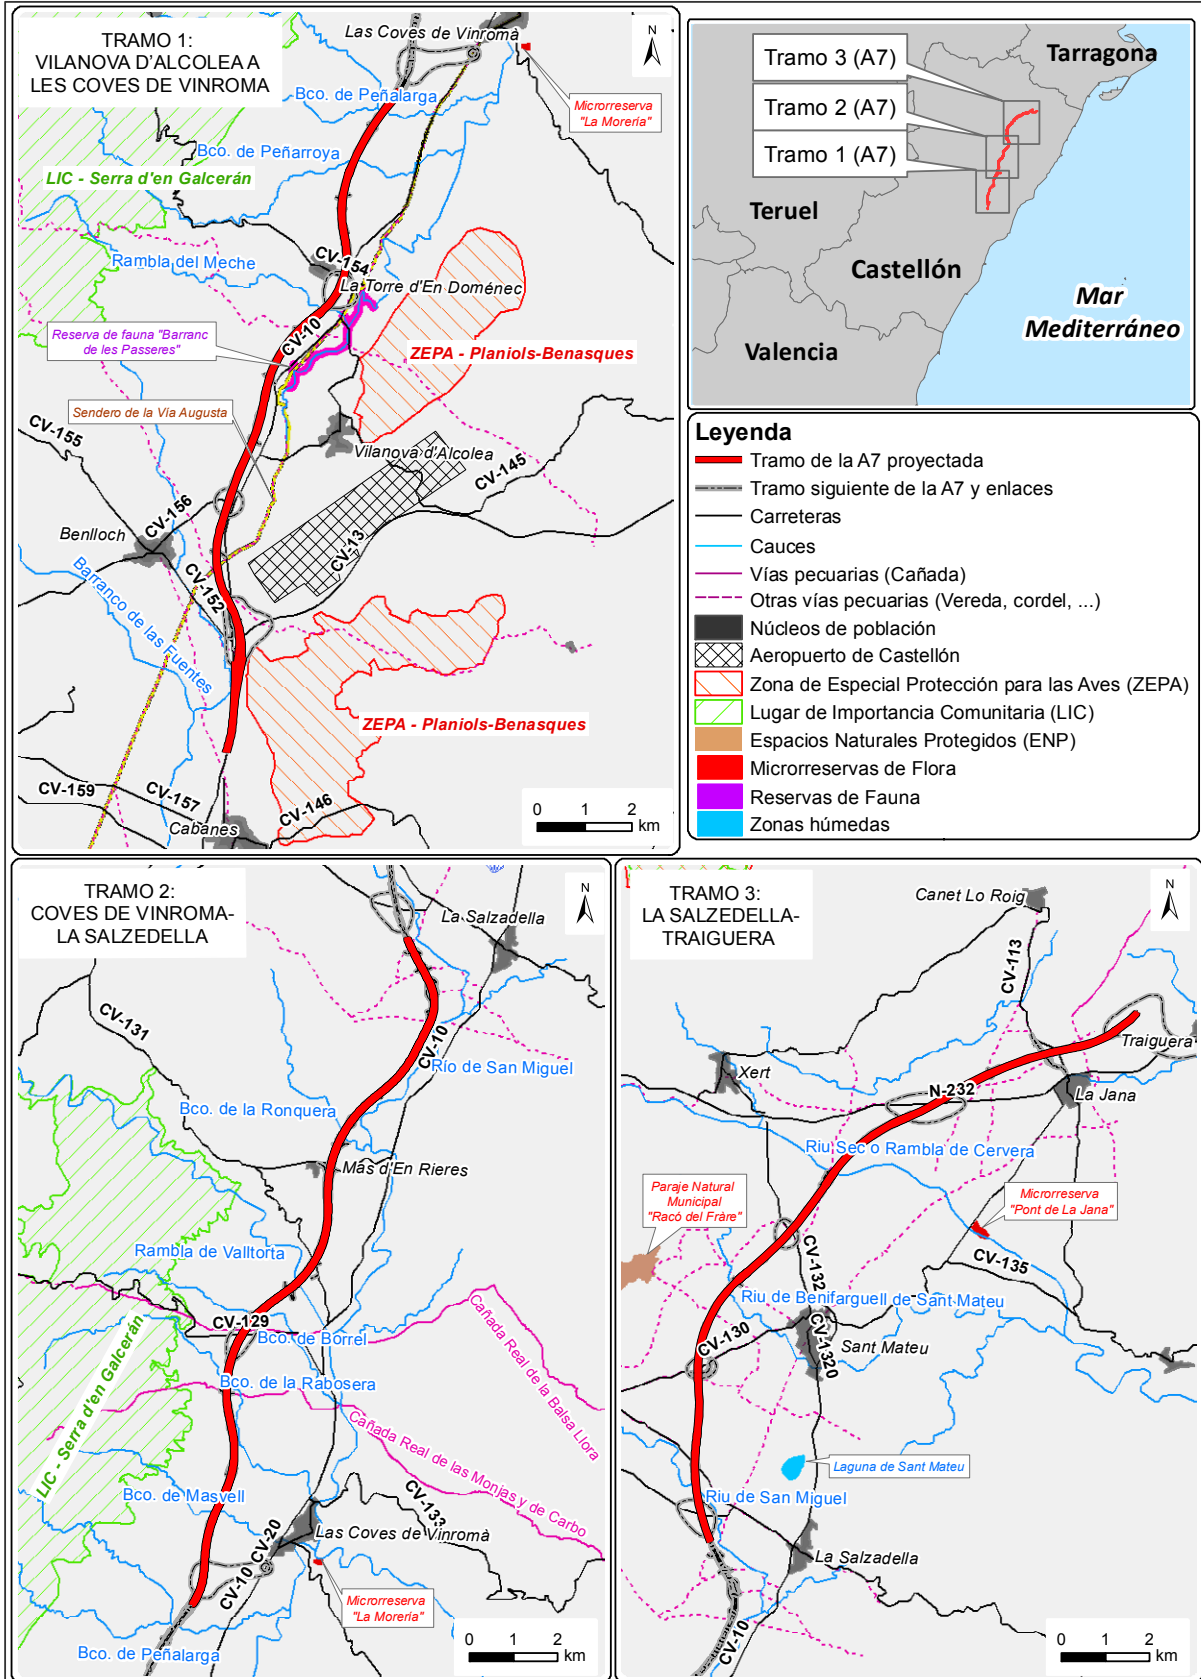 TRAMO 1:
VILANOVA D'ALCOLEA A
LES COVES DE VINROMA
Las Coves de Vinromà
N
Bco. de Peñalarga
Microrreserva
"La Morería"
Bco. de Peñarroya
LIC - Serra d'en Galcerán
CV-154
Rambla del Meche
La Torre d'En Doménec
CV-10
Reserva de fauna "Barranc
de les Passeres"
ZEPA - Planiols-Benasques
Sendero de la Vía Augusta
CV-155
Vilanova d'Alcolea
CV-145
CV-156
Benlloch
CV-13
CV-152
Barranco de las Fuentes
ZEPA - Planiols-Benasques
CV-159
CV-157
CV-146
Cabanes
0 1 2
km
Tramo 3 (A7)
Tramo 2 (A7)
Tramo 1 (A7)
Tarragona
Teruel
Castellón
Mar
Mediterráneo
Valencia
Leyenda
Tramo de la A7 proyectada
Tramo siguiente de la A7 y enlaces
Carreteras
Cauces
Vías pecuarias (Cañada)
Otras vías pecuarias (Vereda, cordel, ...)
Núcleos de población
Aeropuerto de Castellón
Zona de Especial Protección para las Aves (ZEPA)
Lugar de Importancia Comunitaria (LIC)
Espacios Naturales Protegidos (ENP)
Microrreservas de Flora
Reservas de Fauna
Zonas húmedas
TRAMO 2:
COVES DE VINROMA-
LA SALZEDELLA
N
La Salzadella
CV-131
CV-10
Río de San Miguel
Bco. de la Ronquera
Mas d'En Rieres
Rambla de Valltorta
CV-129
Bco. de Borrel
Cañada Real de la Balsa Llora
LIC - Serra d'en Galcerán
Bco. de la Rabosera
Cañada Real de las Monjas y de Carbo
Bco. de Masvell
CV-133
CV-20
Las Coves de Vinromà
CV-10
Microrreserva
"La Morería"
Bco. de Peñalarga
0 1 2
km
TRAMO 3:
LA SALZEDELLA-
TRAIGUERA
Canet Lo Roig
N
CV-113
Traiguera
Xert
N-232
La Jana
Riu Sec o Rambla de Cervera
Paraje Natural
Municipal
"Racó del Fràre"
Microrreserva
"Pont de La Jana"
CV-132
CV-135
Riu de Benifarguell de Sant Mateu
CV-130
CV-1320
Sant Mateu
Laguna de Sant Mateu
Riu de San Miguel
La Salzadella
CV-10
0 1 2
km